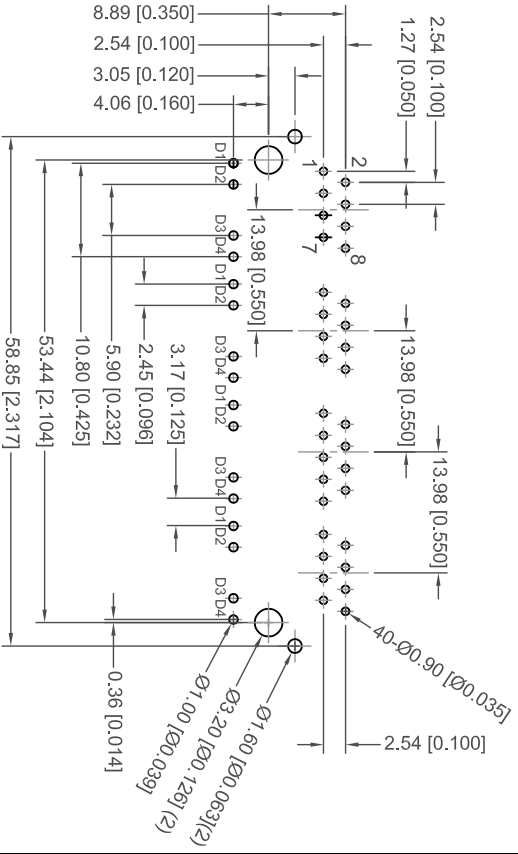 8.89 [0.350]
2.54 [0.100]
3.05 [0.120]
4.06 [0.160]
2.54 [0.100]
1.27 [0.050]
D1
D2
1
2
7
8
13.98 [0.550]
13.98 [0.550]
13.98 [0.550]
D3
D4
D1
D2
D3
D4
D1
D2
D3
D4
D1
D2
D3
D4
3.17 [0.125]
2.45 [0.096]
5.90 [0.232]
10.80 [0.425]
53.44 [2.104]
58.85 [2.317]
0.36 [0.014]
40-Ø0.90 [Ø0.035]
2.54 [0.100]
Ø1.60 [Ø0.063](2)
Ø3.20 [Ø0.126] (2)
Ø1.00 [Ø0.039]